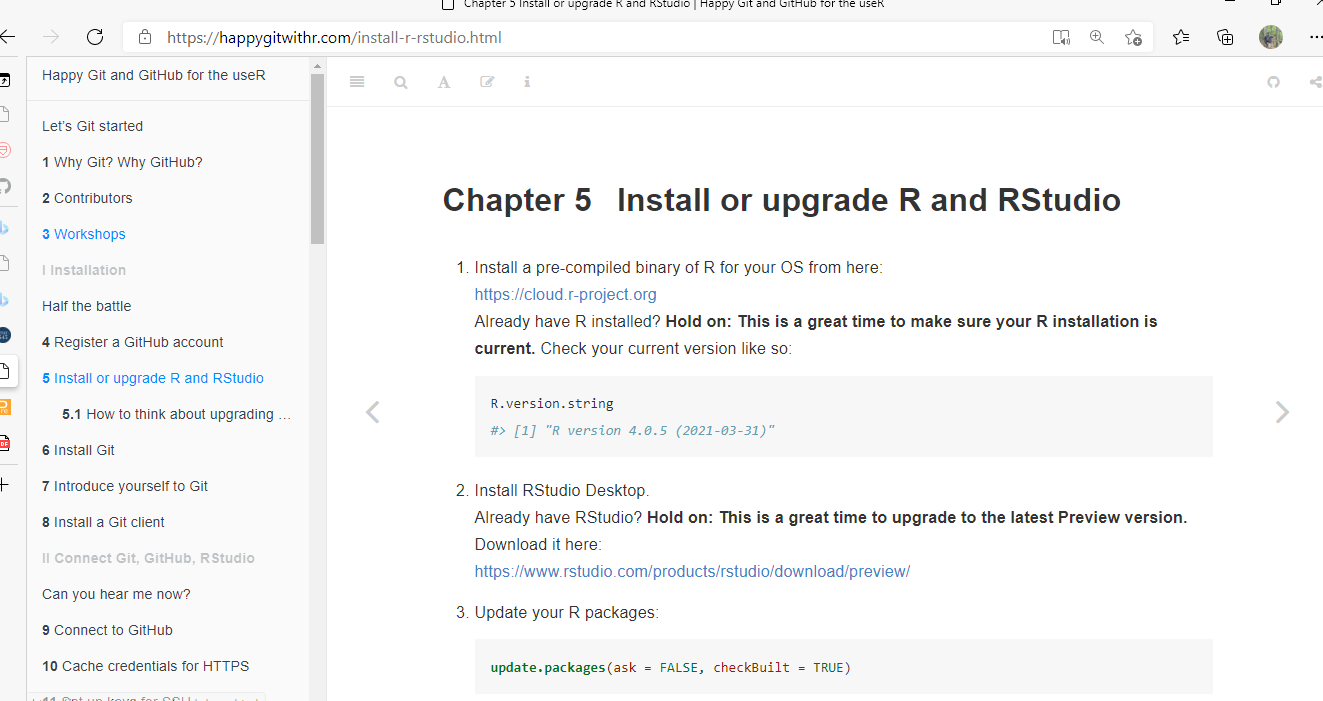 Chapter 5 Install or upgrade R and RStudio | Happy Git and GitHub for the useR
https://happygitwithr.com/install-r-rstudio.html
Happy Git and GitHub for the useR
Let's Git started
1 Why Git? Why GitHub?
2 Contributors
3 Workshops
I Installation
Half the battle
4 Register a GitHub account
5 Install or upgrade R and RStudio
5.1 How to think about upgrading …
6 Install Git
7 Introduce yourself to Git
8 Install a Git client
II Connect Git, GitHub, RStudio
Can you hear me now?
9 Connect to GitHub
10 Cache credentials for HTTPS
Chapter 5 Install or upgrade R and RStudio
1. Install a pre-compiled binary of R for your OS from here:
https://cloud.r-project.org
Already have R installed? Hold on: This is a great time to make sure your R installation is
current. Check your current version like so:
R.version.string
#> [1] "R version 4.0.5 (2021-03-31)"
2. Install RStudio Desktop.
Already have RStudio? Hold on: This is a great time to upgrade to the latest Preview version.
Download it here:
https://www.rstudio.com/products/rstudio/download/preview/
3. Update your R packages:
update.packages(ask = FALSE, checkBuilt = TRUE)